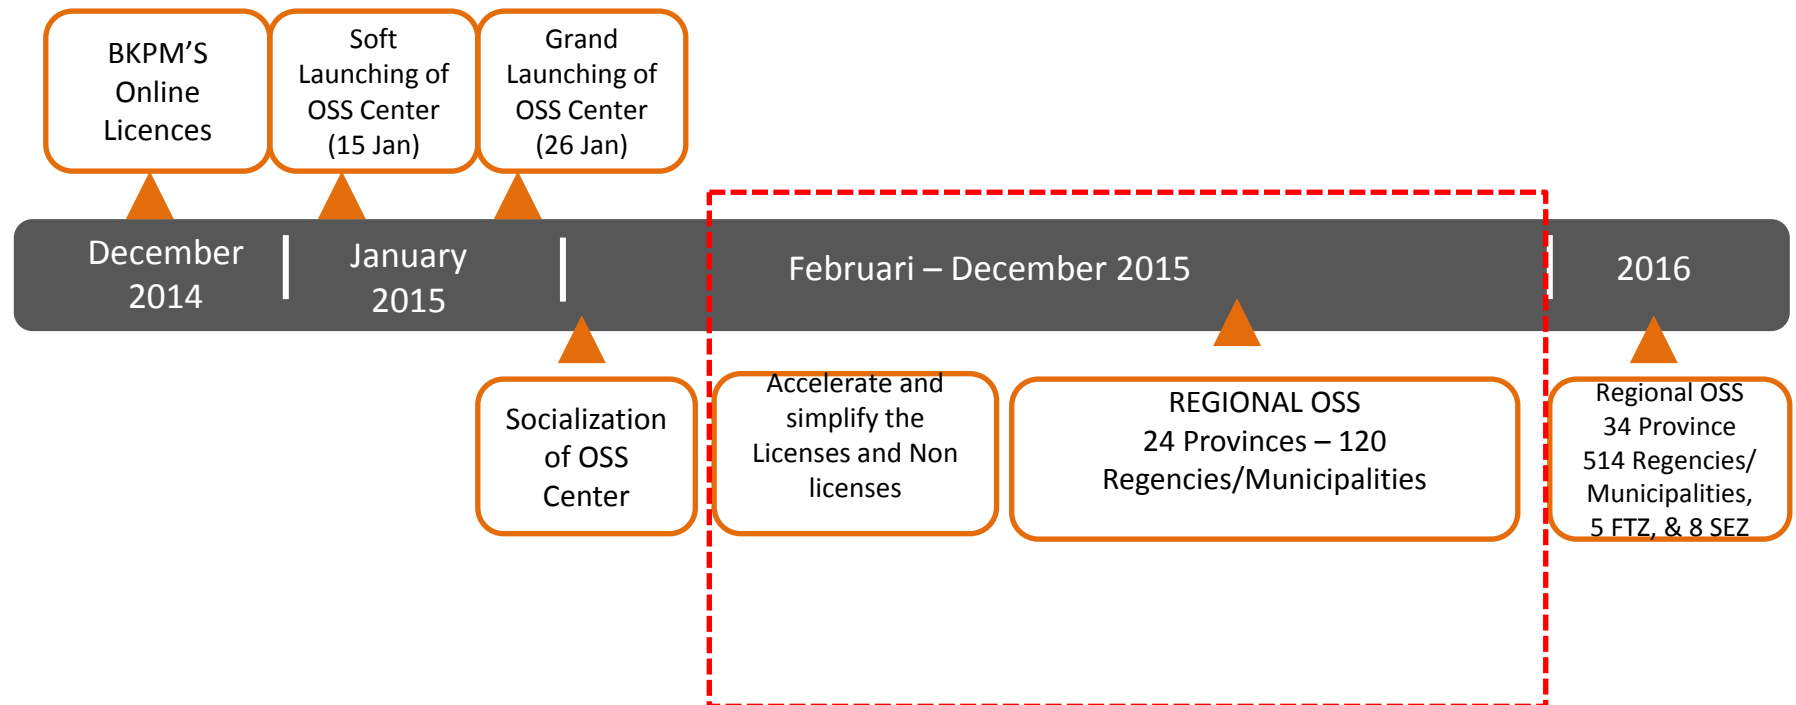 BKPM’S
Online
Licences
Soft
Launching of
OSS Center
(15 Jan)
Grand
Launching of
OSS Center
(26 Jan)
December
2014
January
2015
Februari – December 2015
2016
Socialization
of OSS
Center
Accelerate and
simplify the
Licenses and Non
licenses
REGIONAL OSS
24 Provinces – 120
Regencies/Municipalities
Regional OSS
34 Province
514 Regencies/
Municipalities,
5 FTZ, & 8 SEZ